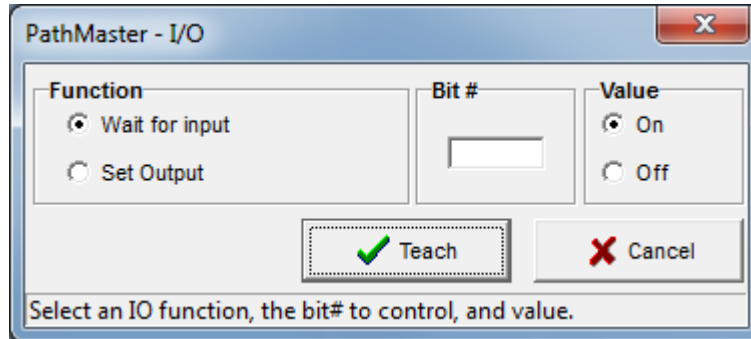 PathMaster - I/O
Function
Bit #
Value
Wait for input
On
Set Output
Off
Teach
Cancel
Select an IO function, the bit# to control, and value.